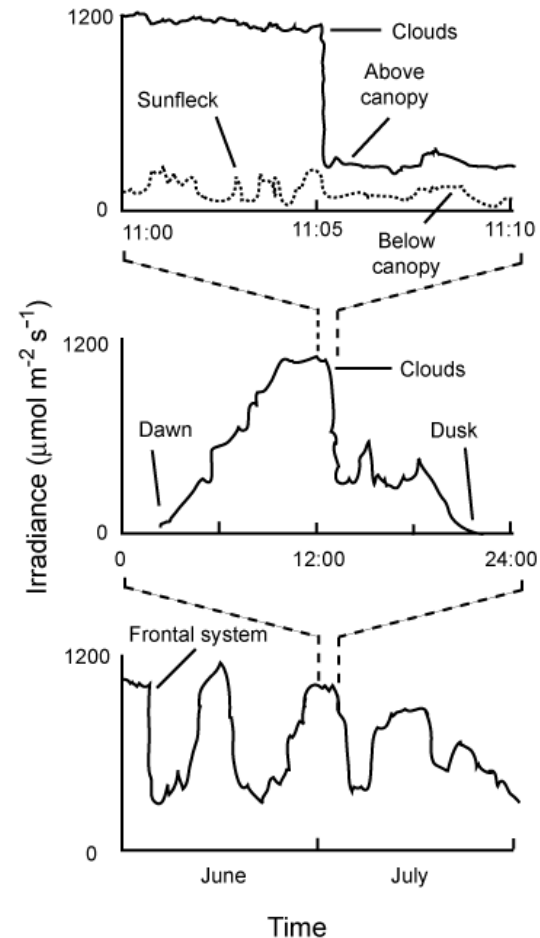 1200
Clouds
Above
canopy
Sunfleck
0
11:00
11:05
11:10
Below
canopy
Irradiance (μmol m-2 s-1)
1200
Clouds
Dawn
Dusk
0
0
12:00
24:00
Frontal system
1200
0
June
July
Time